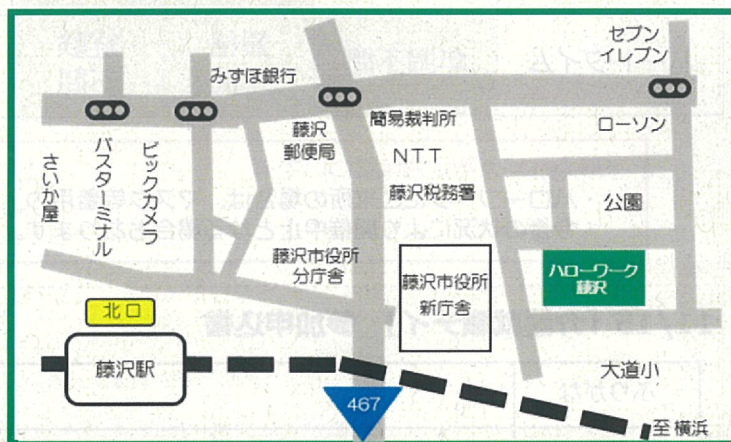 セブン
イレブン
みずほ銀行
藤沢
郵便局
簡易裁判所
N.T.T
藤沢税務署
ローソン
さいか屋
バスターミナル
ビックカメラ
公園
藤沢市役所
分庁舎
藤沢市役所
新庁舎
ハローワーク
藤沢
北口
藤沢駅
大道小
467
至 横浜